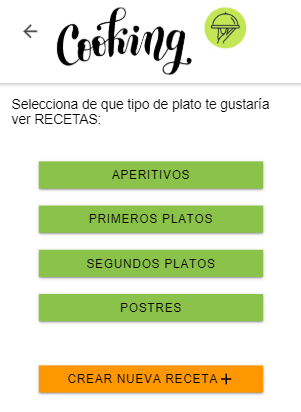 Cooking
Selecciona de que tipo de plato te gustaría
ver RECETAS:
APERITIVOS
PRIMEROS PLATOS
SEGUNDOS PLATOS
POSTRES
CREAR NUEVA RECETA +